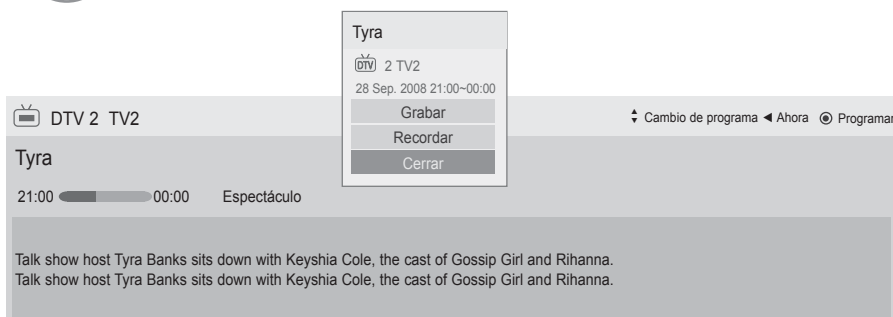 Tyra
DTV 2 TV2
28 Sep. 2008 21:00~00:00
Grabar
Recordar
Cerrar
DTV 2 TV2
Cambio de programa Ahora Programar
Tyra
21:00 00:00 Espectáculo
Talk show host Tyra Banks sits down with Keyshia Cole, the cast of Gossip Girl and Rihanna.
Talk show host Tyra Banks sits down with Keyshia Cole, the cast of Gossip Girl and Rihanna.